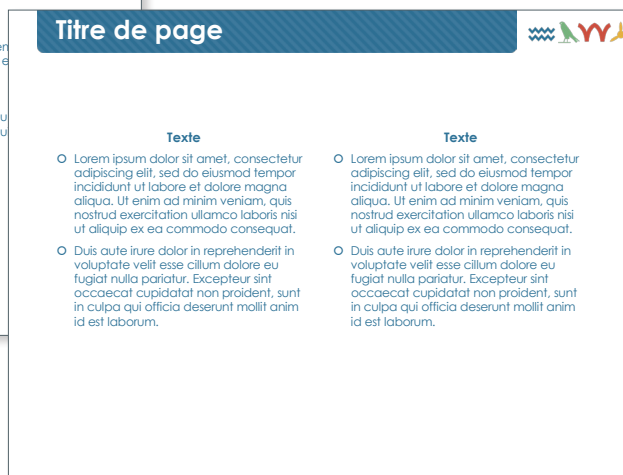 Titre de page
Texte
Lorem ipsum dolor sit amet, consectetur
adipiscing elit, sed do eiusmod tempor
incididunt ut labore et dolore magna
aliqua. Ut enim ad minim veniam, quis
nostrud exercitation ullamco laboris nisi
ut aliquip ex ea commodo consequat.
Duis aute irure dolor in reprehenderit in
voluptate velit esse cillum dolore eu
fugiat nulla pariatur. Excepteur sint
occaecat cupidatat non proident, sunt
in culpa qui officia deserunt mollit anim
id est laborum.
Texte
Lorem ipsum dolor sit amet, consectetur
adipiscing elit, sed do eiusmod tempor
incididunt ut labore et dolore magna
aliqua. Ut enim ad minim veniam, quis
nostrud exercitation ullamco laboris nisi
ut aliquip ex ea commodo consequat.
Duis aute irure dolor in reprehenderit in
voluptate velit esse cillum dolore eu
fugiat nulla pariatur. Excepteur sint
occaecat cupidatat non proident, sunt
in culpa qui officia deserunt mollit anim
id est laborum.